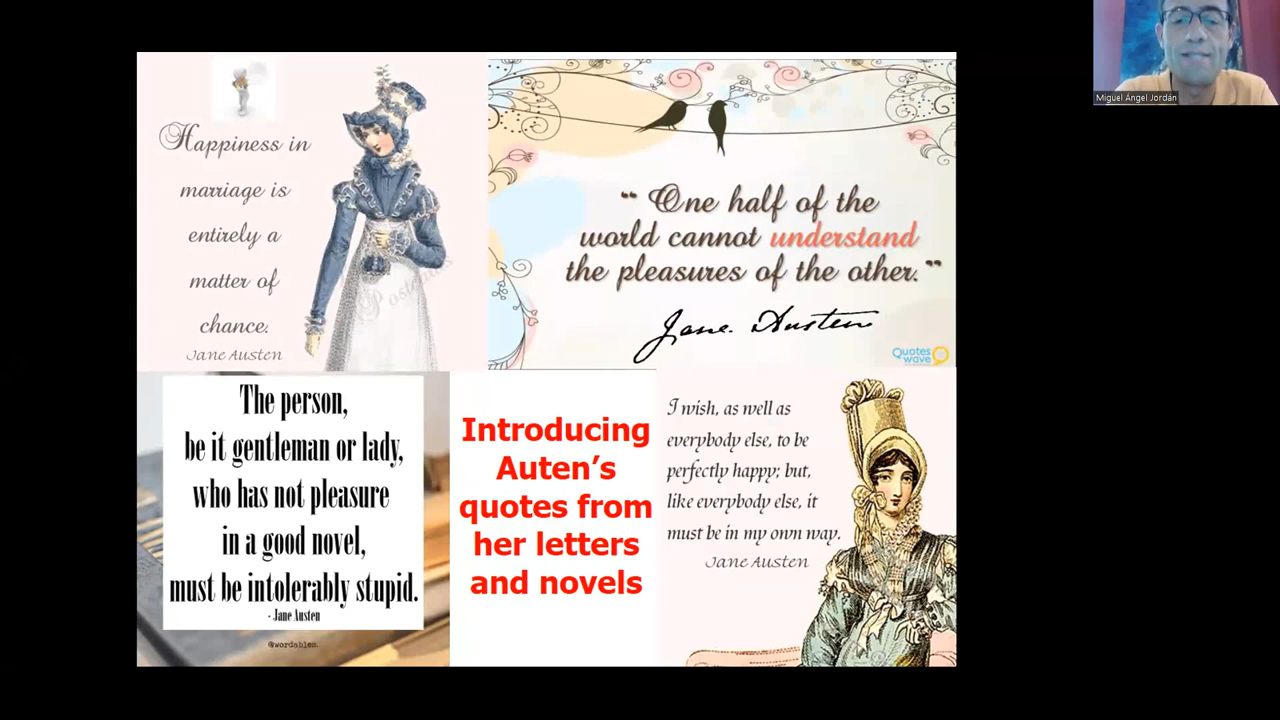 Happiness in
marriage is
entirely a
matter of
chance.
Jane Austen
“One half of the
world cannot understand
the pleasures of the other.”
Jane Austen
Quotes
wave
The person,
be it gentleman or lady,
who has not pleasure
in a good novel,
must be intolerably stupid.
- Jane Austen
@wordables.
Introducing
Auten’s
quotes from
her letters
and novels
I wish, as well as
everybody else, to be
perfectly happy; but,
like everybody else, it
must be in my own way.
Jane Austen
Miguel Ángel Jordán